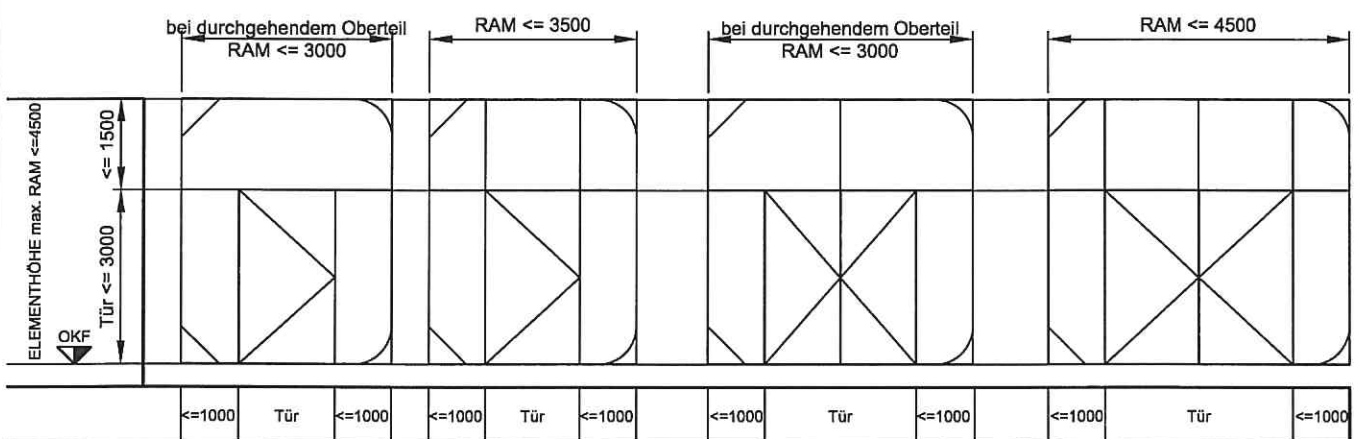 bei durchgehendem Oberteil
RAM <= 3000
RAM <= 3500
bei durchgehendem Oberteil
RAM <= 3000
RAM <= 4500
ELEMENTHÖHE max. RAM <=4500
<= 1500
Tür <= 3000
OKF
<=1000 Tür <=1000 <=1000 Tür <=1000 <=1000 Tür <=1000 <=1000 Tür <=1000